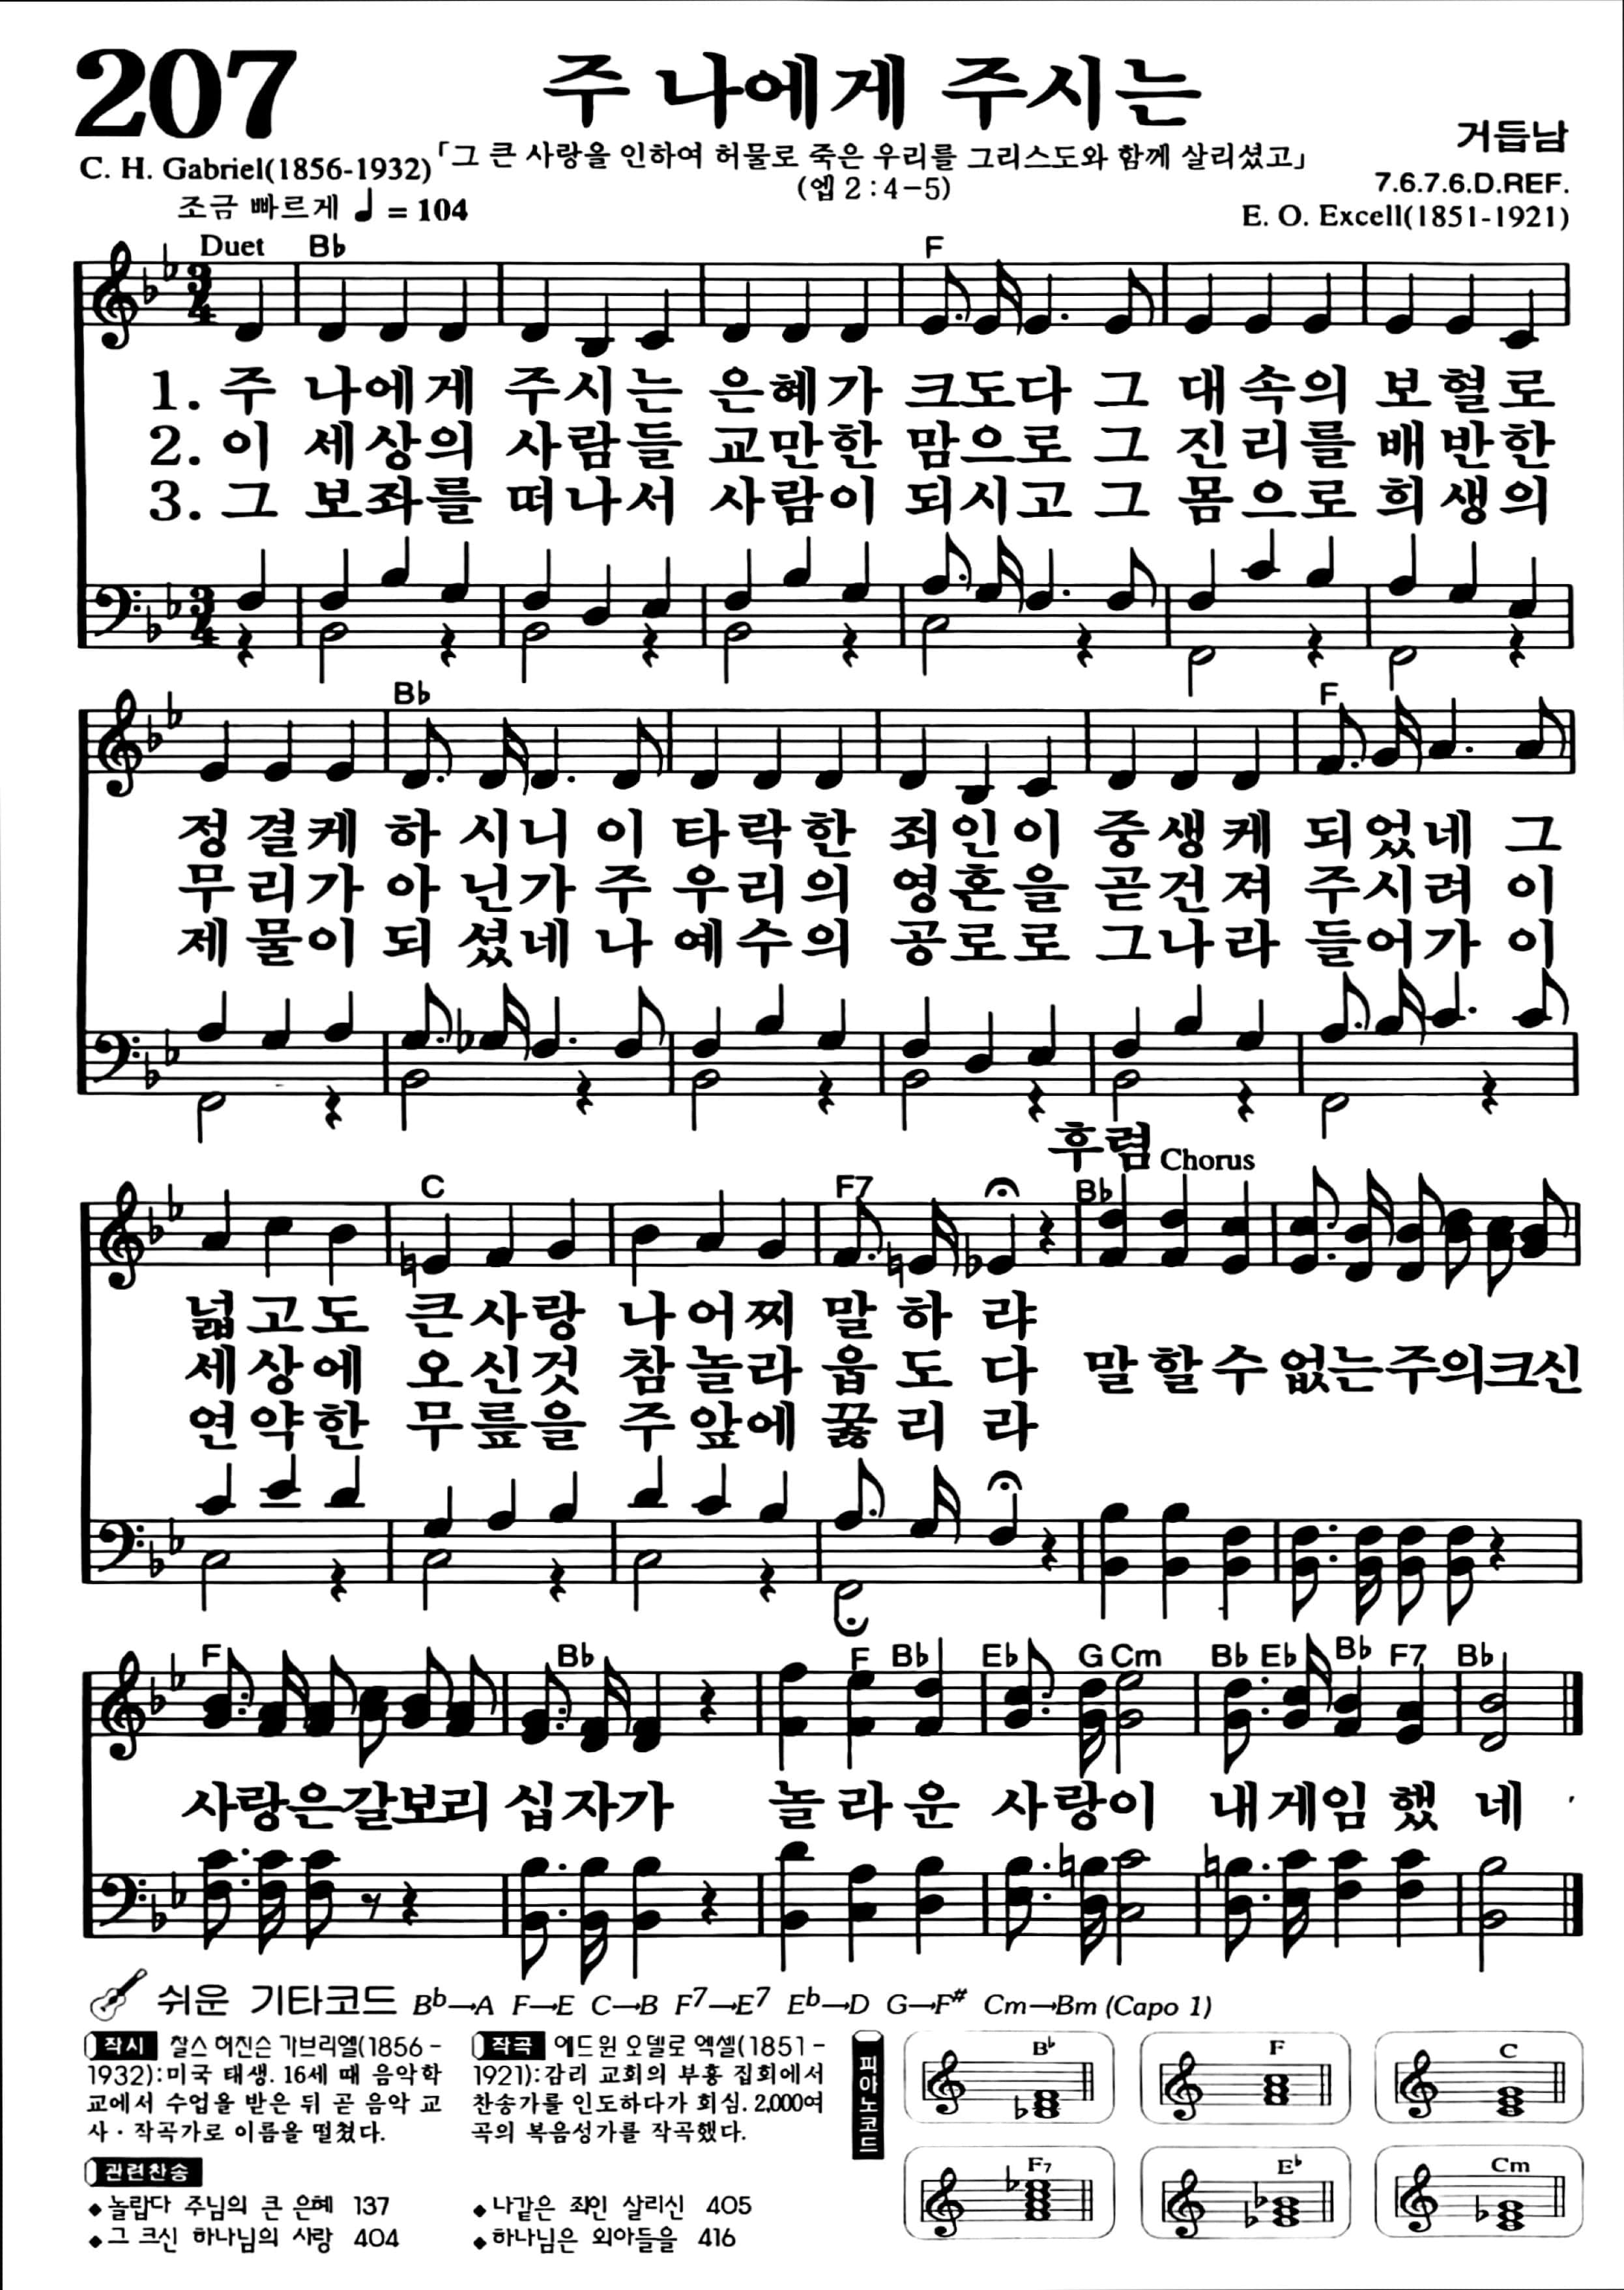 207
주 나에게 주시는
거듭남
C. H. Gabriel(1856-1932)
「그 큰 사랑을 인하여 허물로 죽은 우리를 그리스도와 함께 살리셨고」
(엡 2 : 4-5)
7.6.7.6.D.REF.
조금 빠르게 ♩ = 104
E. O. Excell(1851-1921)
Duet B♭ F
3/4
1. 주 나에게 주시는 은혜가 크도다 그 대속의 보혈로
2. 이 세상의 사람들 교만한 맘으로 그 진리를 배반한
3. 그 보좌를 떠나서 사람이 되시고 그 몸으로 희생의
3/4
B♭ F
정결케 하시니 이 타락한 죄인이 중생케 되었네 그
무리가 아닌가 주 우리의 영혼을 곧건져 주시려 이
제물이 되셨네 나 예수의 공로로 그나라 들어가 이
후렴 Chorus
C F7 B♭
넓고도 큰사랑 나어찌 말하랴
세상에 오신것 참놀라 웁도다 말할수 없는주의크신
연약한 무릎을 주앞에 꿇리라
F B♭ F B♭ E♭ G Cm B♭ E♭ B♭ F7 B♭
사랑은갈보리 십자가 놀라운 사랑이 내게임했네
쉬운 기타코드 B♭→A F→E C→B F7→E7 E♭→D G→F# Cm→Bm (Capo 1)
작시 찰스 허친슨 가브리엘(1856-
1932):미국 태생. 16세 때 음악학
교에서 수업을 받은 뒤 곧 음악 교
사·작곡가로 이름을 떨쳤다.
작곡 에드윈 오델로 엑셀(1851-
1921):감리 교회의 부흥 집회에서
찬송가를 인도하다가 회심. 2,000여
곡의 복음성가를 작곡했다.
관련찬송
◆놀랍다 주님의 큰 은혜 137
◆그 크신 하나님의 사랑 404
◆나같은 죄인 살리신 405
◆하나님은 외아들을 416
피아노코드
B♭ F C
F7 E♭ Cm